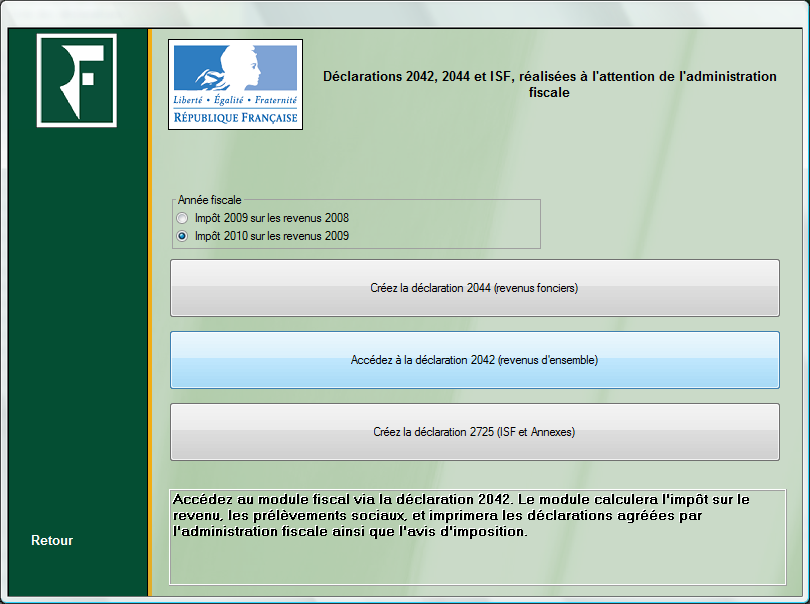 Liberté • Égalité • Fraternité
RÉPUBLIQUE FRANÇAISE
Déclarations 2042, 2044 et ISF, réalisées à l'attention de l'administration
fiscale
Année fiscale
Impôt 2009 sur les revenus 2008
Impôt 2010 sur les revenus 2009
Créez la déclaration 2044 (revenus fonciers)
Accédez à la déclaration 2042 (revenus d'ensemble)
Créez la déclaration 2725 (ISF et Annexes)
Accédez au module fiscal via la déclaration 2042. Le module calculera l'impôt sur le
revenu, les prélèvements sociaux, et imprimera les déclarations agréées par
l'administration fiscale ainsi que l'avis d'imposition.
Retour